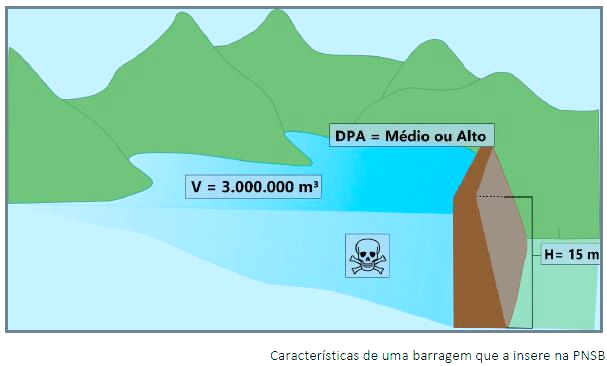 DPA = Médio ou Alto
V = 3.000.000 m³
H= 15 m
Características de uma barragem que a insere na PNSB